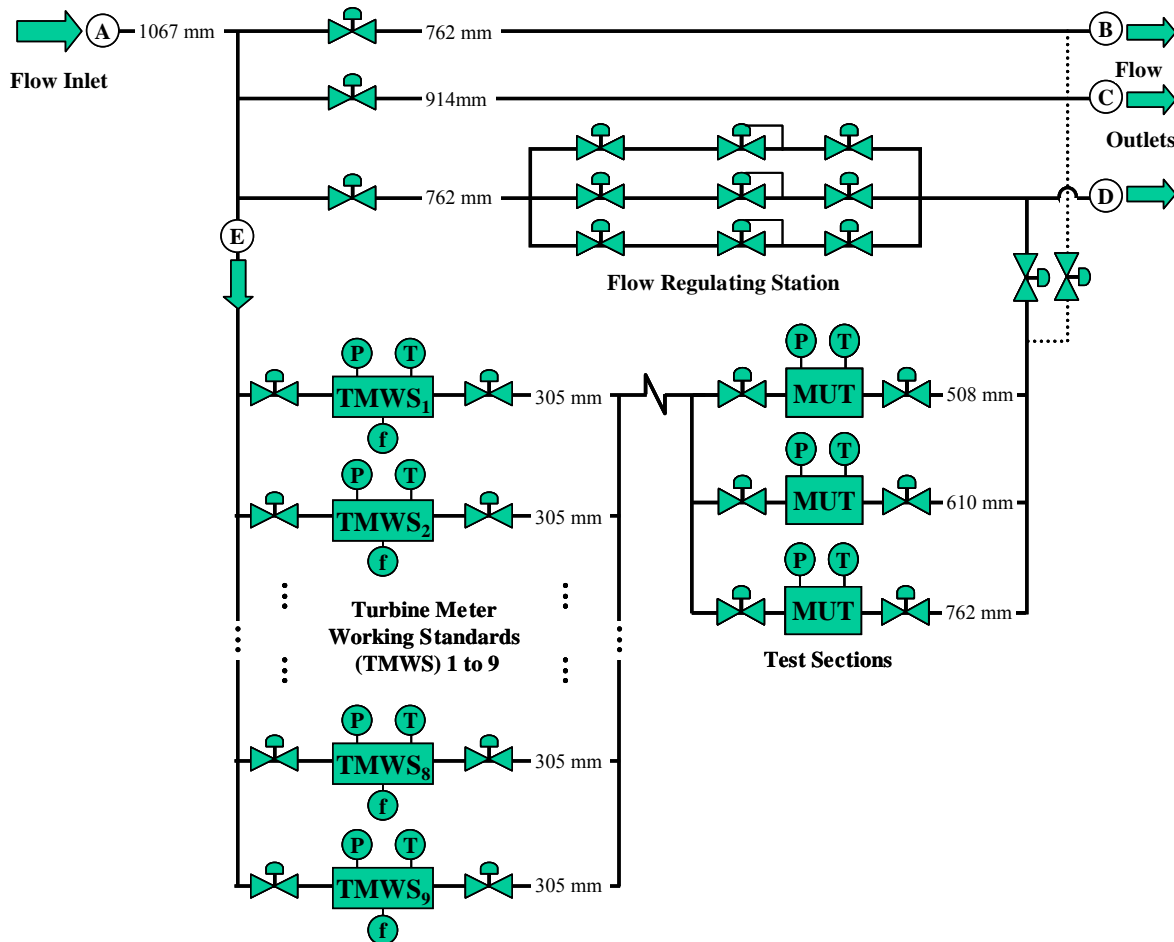 A
1067 mm
762 mm
B
Flow Inlet
Flow
914mm
C
Outlets
762 mm
D
E
Flow Regulating Station
P T
P T
TMWS1
305 mm
MUT
508 mm
f
P T
P T
TMWS2
305 mm
MUT
610 mm
f
P T
Turbine Meter
Working Standards
(TMWS) 1 to 9
MUT
762 mm
Test Sections
P T
TMWS8
305 mm
f
P T
TMWS9
305 mm
f